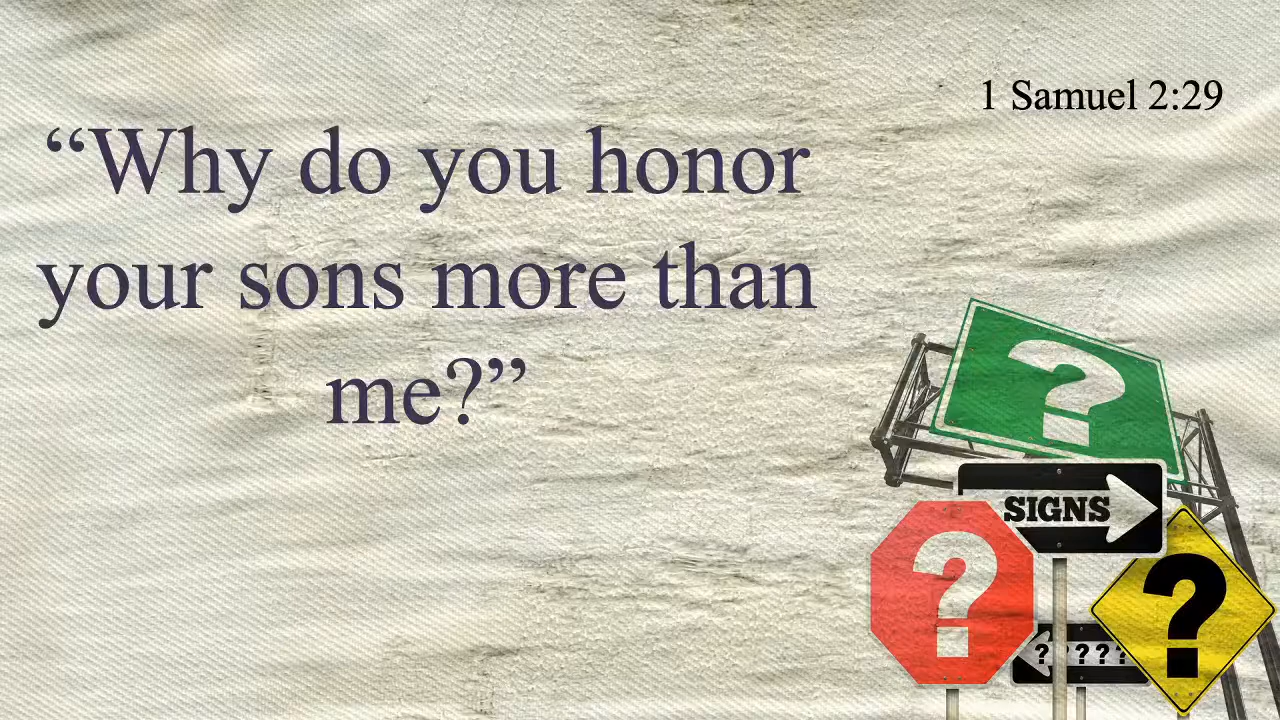 1 Samuel 2:29
“Why do you honor
your sons more than
me?”
?
SIGNS
?
?
????